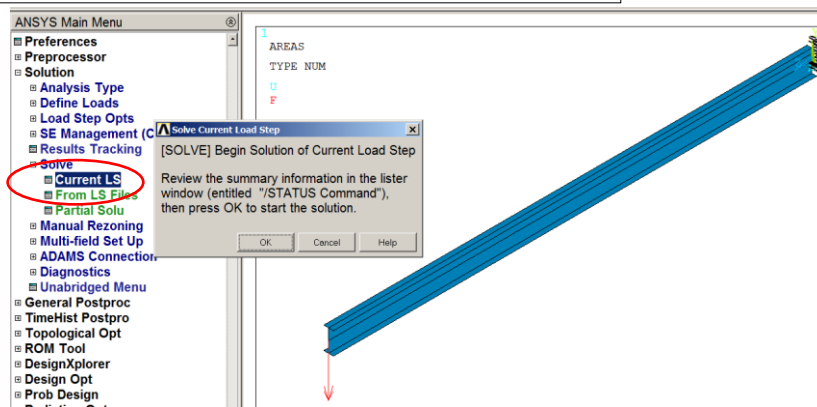 ANSYS Main Menu
Preferences
Preprocessor
Solution
Analysis Type
Define Loads
Load Step Opts
SE Management (C
Results Tracking
Solve
Current LS
From LS Files
Partial Solu
Manual Rezoning
Multi-field Set Up
ADAMS Connection
Diagnostics
Unabridged Menu
General Postproc
TimeHist Postpro
Topological Opt
ROM Tool
DesignXplorer
Design Opt
Prob Design
Solve Current Load Step
[SOLVE] Begin Solution of Current Load Step
Review the summary information in the lister
window (entitled "/STATUS Command"),
then press OK to start the solution.
OK Cancel Help
1
AREAS
TYPE NUM
U
F